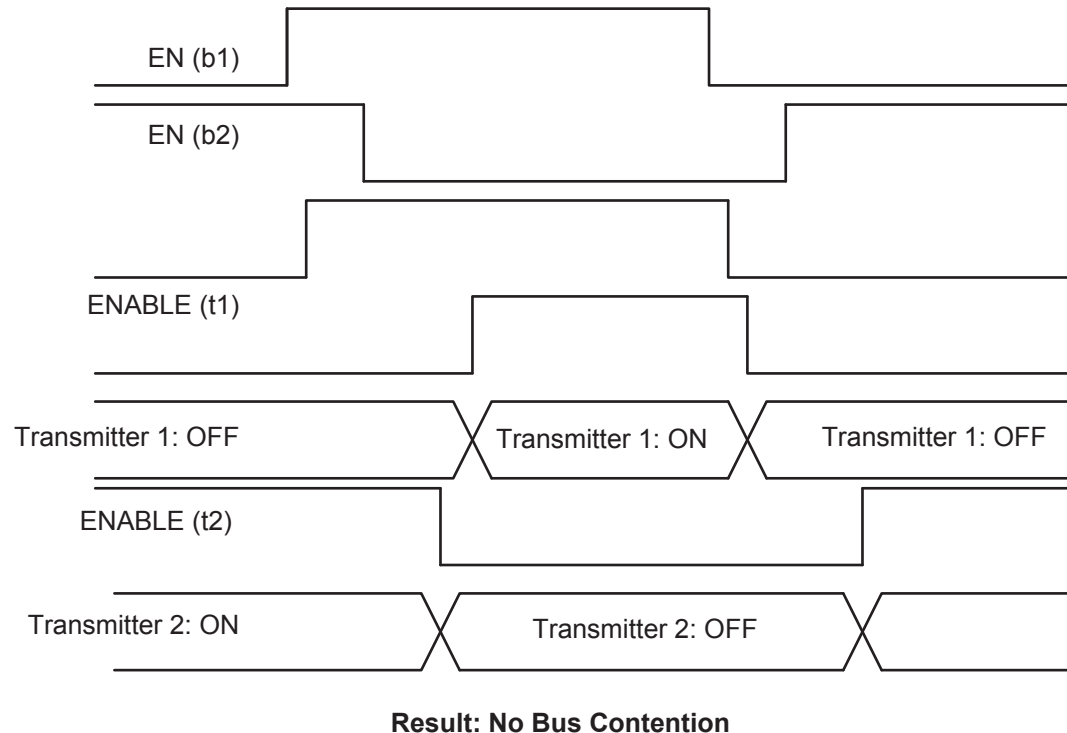 EN (b1)
EN (b2)
ENABLE (t1)
Transmitter 1: OFF
Transmitter 1: ON
Transmitter 1: OFF
ENABLE (t2)
Transmitter 2: ON
Transmitter 2: OFF
Result: No Bus Contention